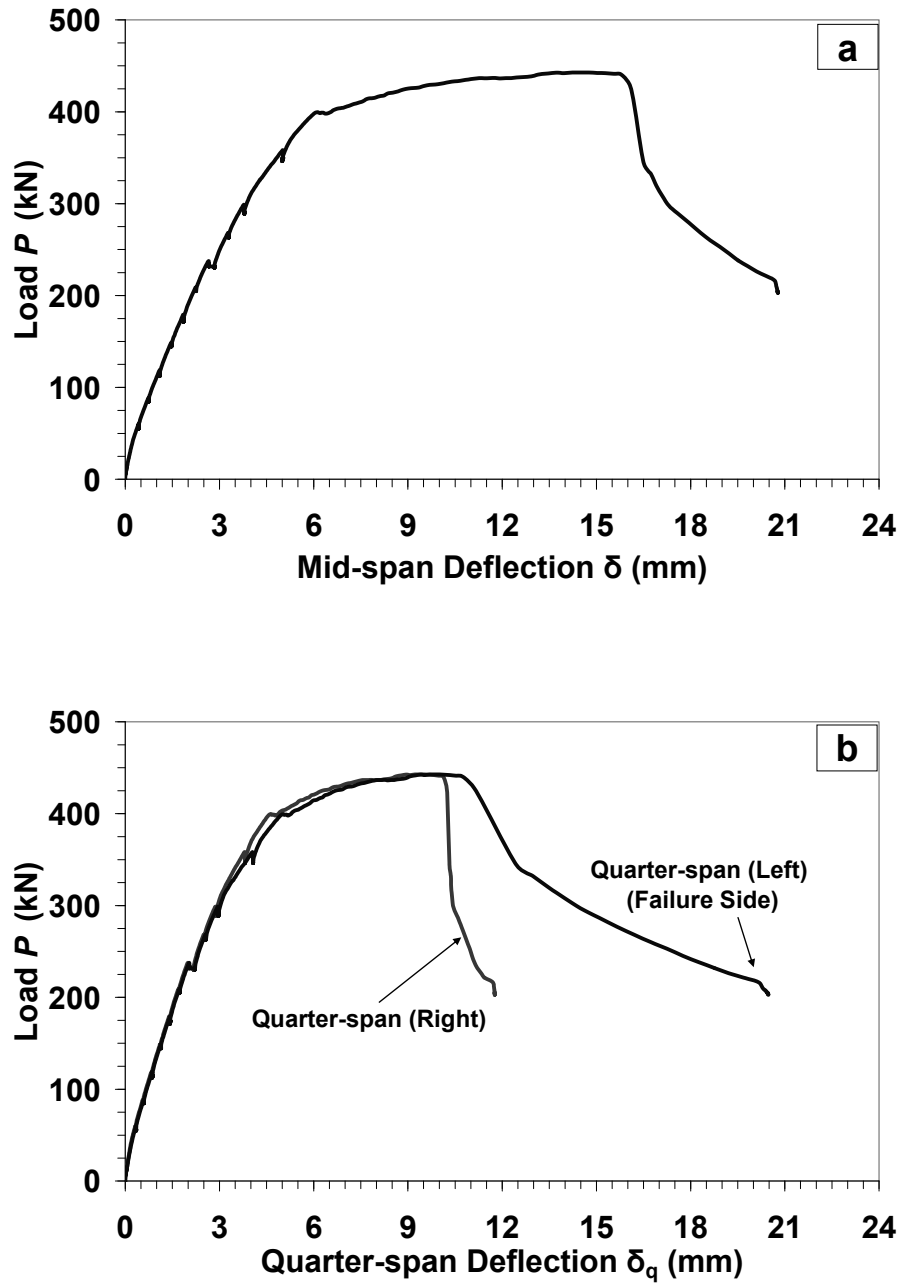 a
500
400
300
200
100
0
Load P (kN)
0 3 6 9 12 15 18 21 24
Mid-span Deflection δ (mm)
b
500
400
300
200
100
0
Load P (kN)
Quarter-span (Left)
(Failure Side)
Quarter-span (Right)
0 3 6 9 12 15 18 21 24
Quarter-span Deflection δq (mm)